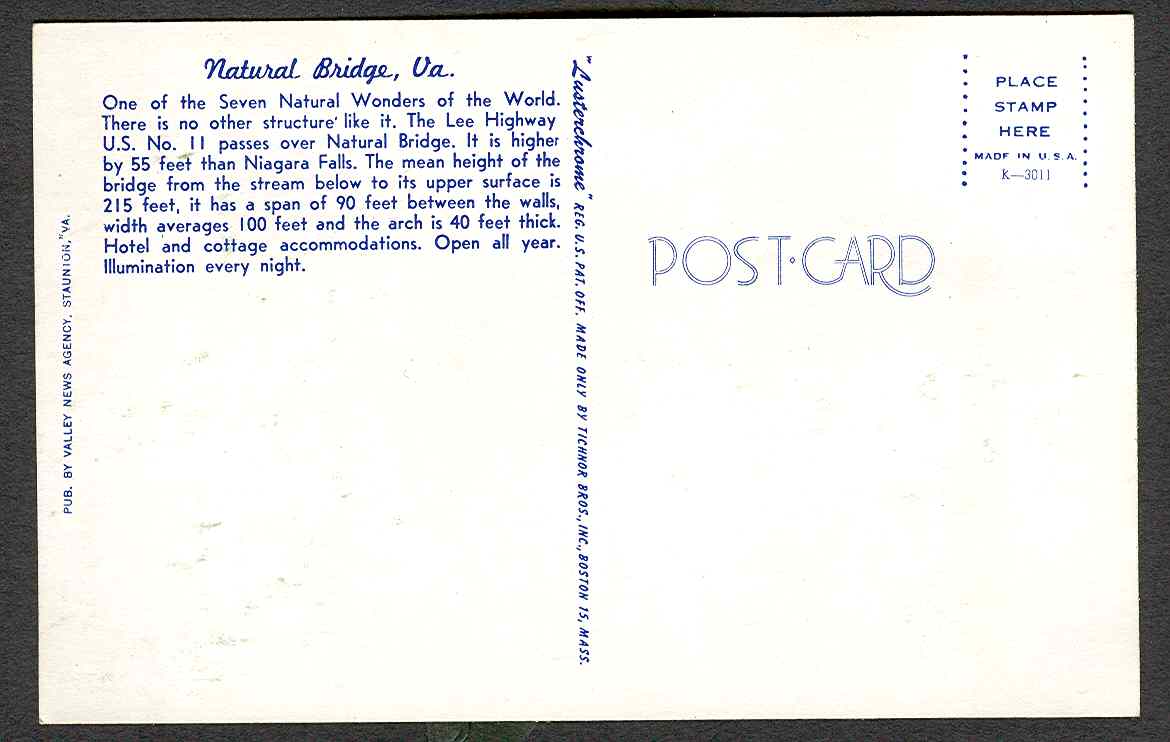 Natural Bridge, Va.
One of the Seven Natural Wonders of the World.
There is no other structure like it. The Lee Highway
U.S. No. 11 passes over Natural Bridge. It is higher
by 55 feet than Niagara Falls. The mean height of the
bridge from the stream below to its upper surface is
215 feet, it has a span of 90 feet between the walls,
width averages 100 feet and the arch is 40 feet thick.
Hotel and cottage accommodations. Open all year.
Illumination every night.
PUB. BY VALLEY NEWS AGENCY, STAUNTON, VA.
"Lusterchrome" REG. U.S. PAT. OFF. MADE ONLY BY TICHNOR BROS., INC., BOSTON 15, MASS.
PLACE
STAMP
HERE
MADE IN U.S.A.
K—3011
POST·CARD